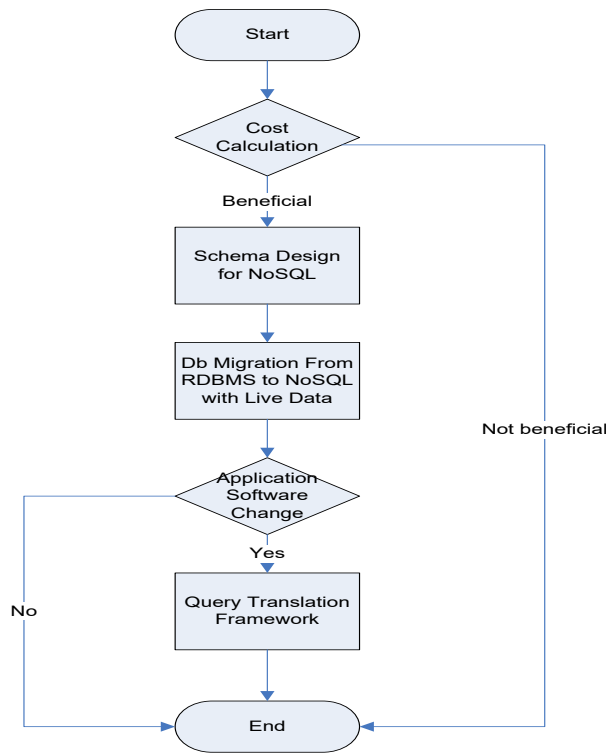 Start
Cost
Calculation
Beneficial
Schema Design
for NoSQL
Db Migration From
RDBMS to NoSQL
with Live Data
Not beneficial
Application
Software
Change
Yes
No
Query Translation
Framework
End